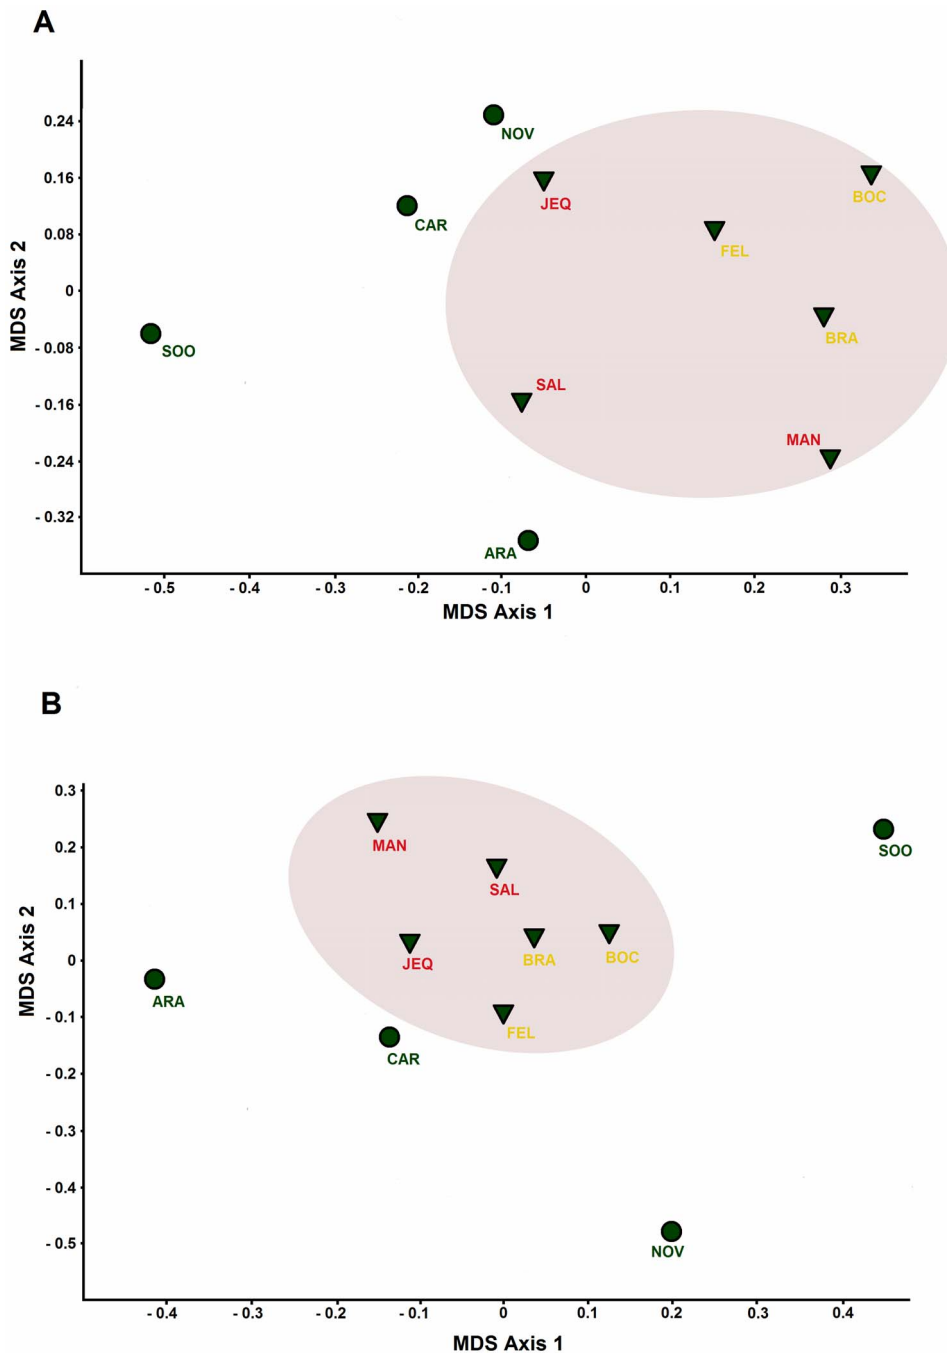 A
0.24
0.16
0.08
0
- 0.08
- 0.16
- 0.24
- 0.32
MDS Axis 2
NOV
JEQ
BOC
CAR
FEL
SOO
BRA
SAL
MAN
ARA
- 0.5
- 0.4
- 0.3
- 0.2
- 0.1
0
0.1
0.2
0.3
MDS Axis 1
B
0.3
0.2
0.1
0
- 0.1
- 0.2
- 0.3
- 0.4
- 0.5
MDS Axis 2
MAN
SOO
SAL
JEQ
BRA
BOC
ARA
FEL
CAR
NOV
- 0.4
- 0.2
- 0.1
0
0.1
0.2
0.3
0.4
MDS Axis 1